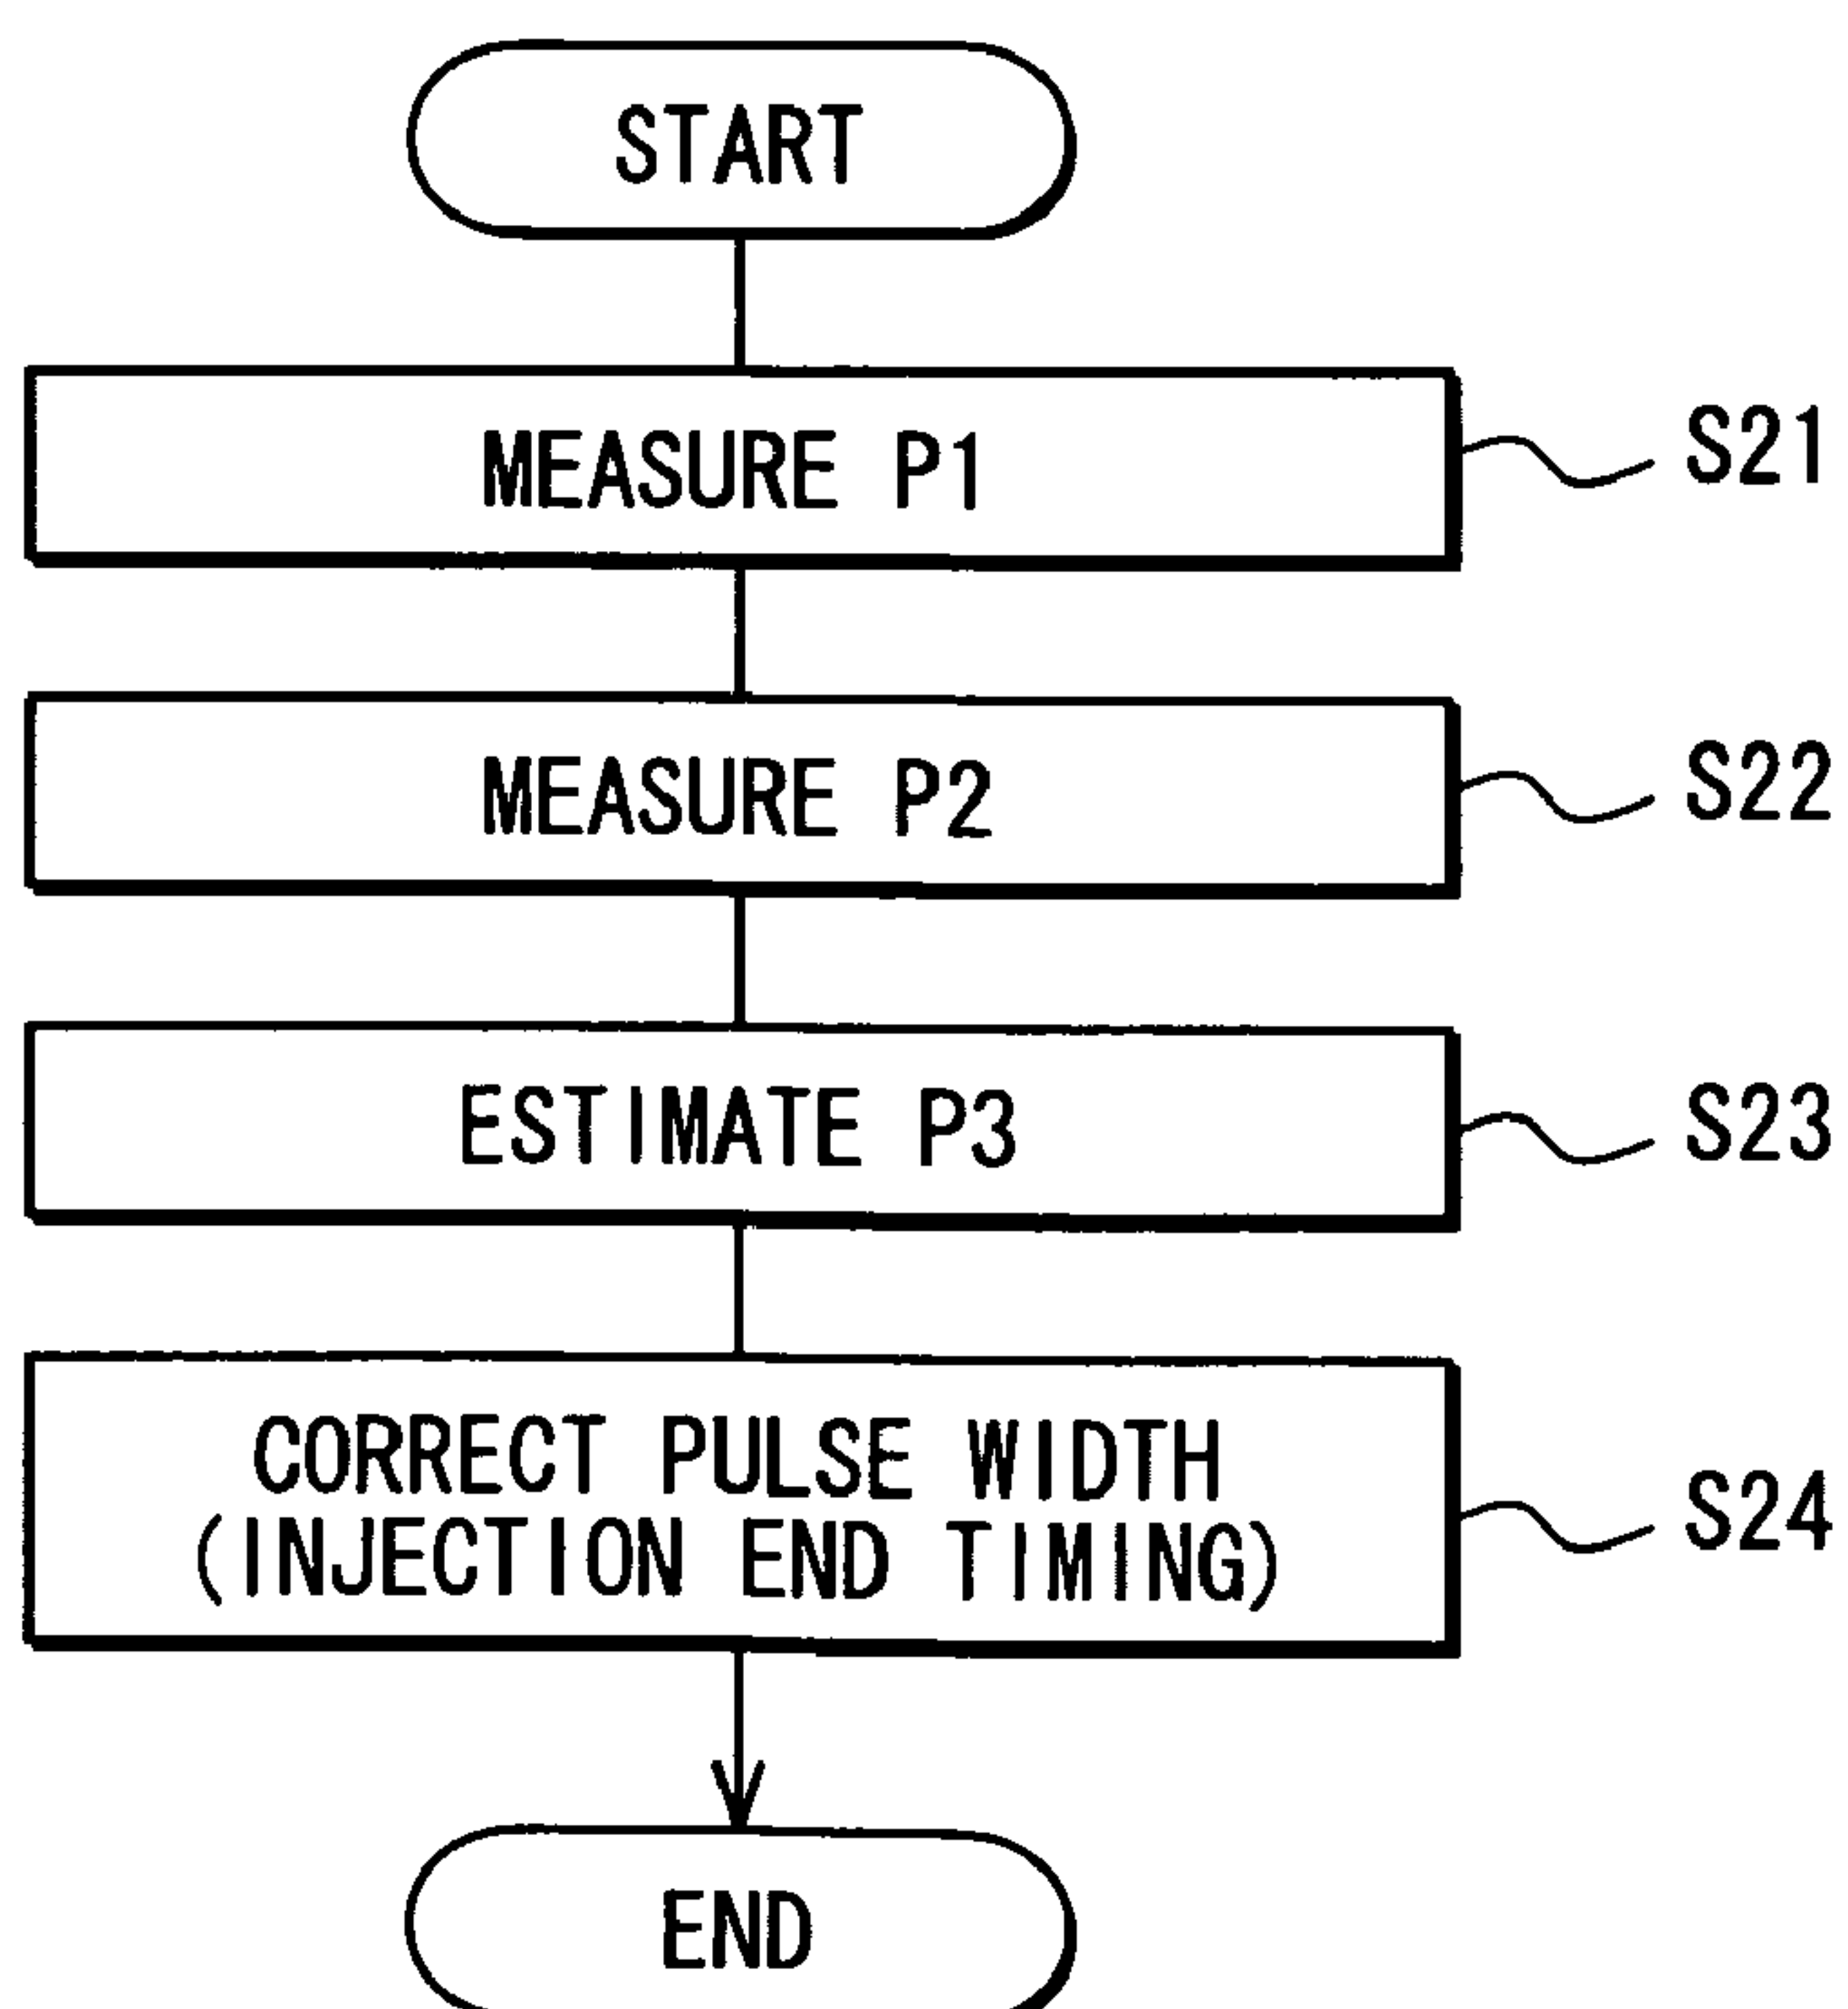 START
MEASURE P1
S21
MEASURE P2
S22
ESTIMATE P3
S23
CORRECT PULSE WIDTH
(INJECTION END TIMING)
S24
END